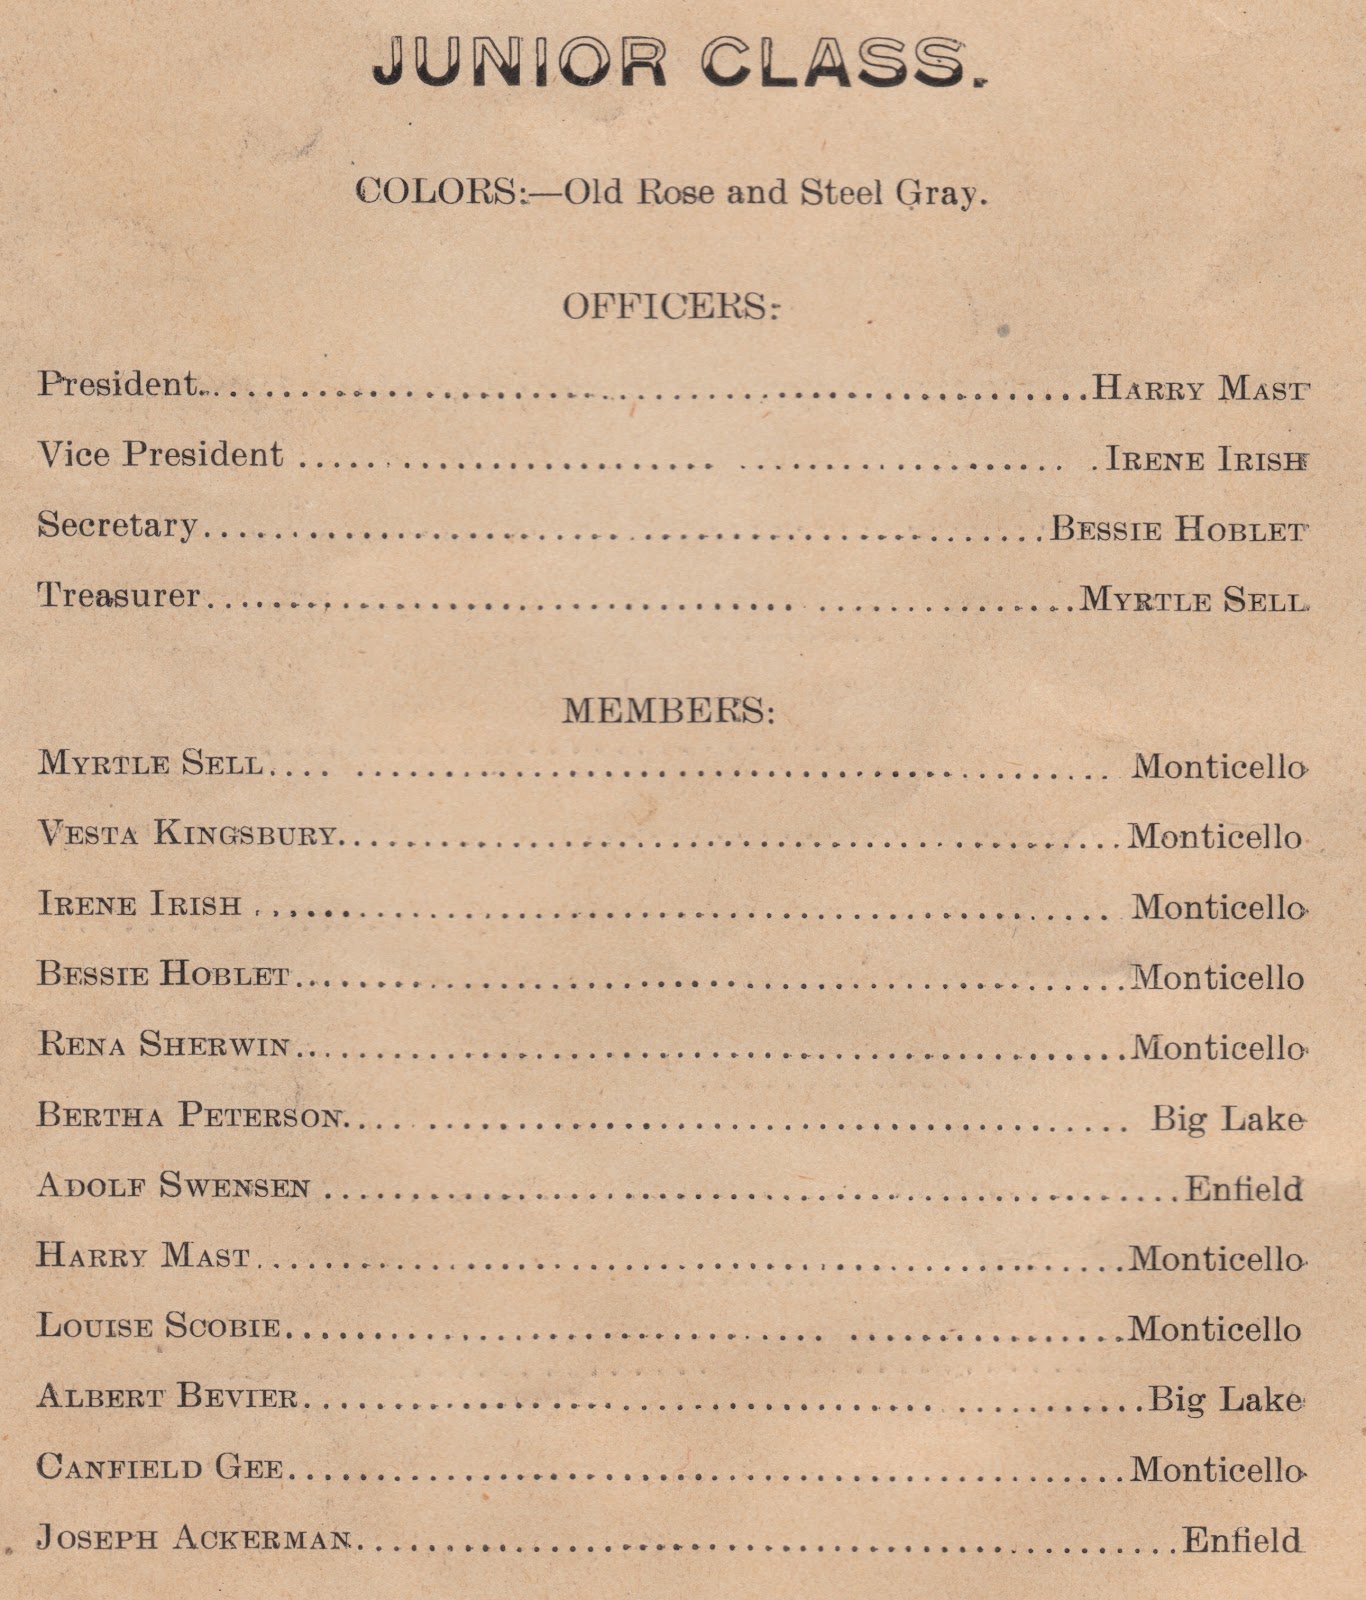 JUNIOR CLASS.
COLORS:—Old Rose and Steel Gray.
OFFICERS:
President..........HARRY MAST
Vice President..........IRENE IRISH
Secretary..........BESSIE HOBLET
Treasurer..........MYRTLE SELL
MEMBERS:
MYRTLE SELL..........Monticello
VESTA KINGSBURY..........Monticello
IRENE IRISH..........Monticello
BESSIE HOBLET..........Monticello
RENA SHERWIN..........Monticello
BERTHA PETERSON..........Big Lake
ADOLF SWENSEN..........Enfield
HARRY MAST..........Monticello
LOUISE SCOBIE..........Monticello
ALBERT BEVIER..........Big Lake
CANFIELD GEE..........Monticello
JOSEPH ACKERMAN..........Enfield